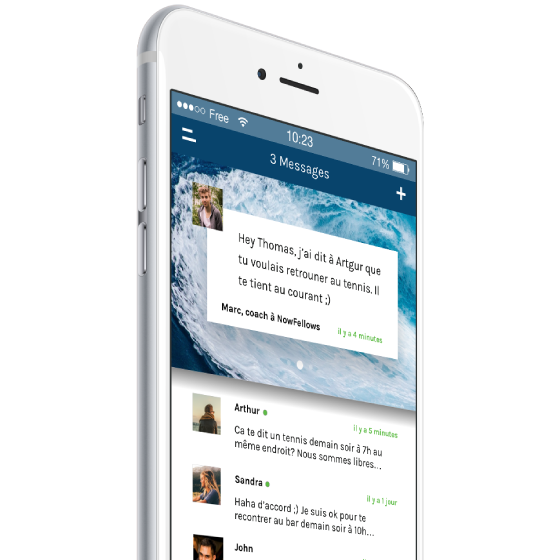 Free
10:23
71%
3 Messages
+
Hey Thomas, j'ai dit à Artgur que
tu voulais retrouner au tennis. Il
te tient au courant ;)
Marc, coach à NowFellows
il y a 4 minutes
Arthur
il y a 5 minutes
Ca te dit un tennis demain soir à 7h au
même endroit? Nous sommes libres...
Sandra
il y a 1 jour
Haha d'accord ;) Je suis ok pour te
recontrer au bar demain soir à 10h...
John